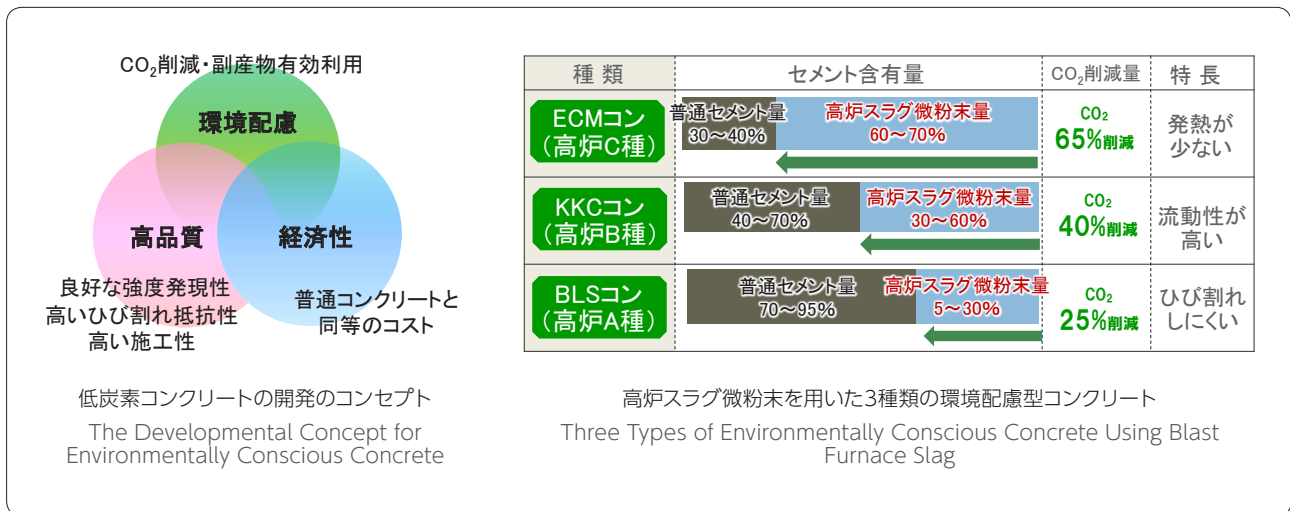 CO₂削減・副産物有効利用
環境配慮
高品質
経済性
良好な強度発現性
高いひび割れ抵抗性
高い施工性
普通コンクリートと
同等のコスト
低炭素コンクリートの開発のコンセプト
The Developmental Concept for
Environmentally Conscious Concrete
種 類
セメント含有量
CO₂削減量
特 長
ECMコン
(高炉C種)
普通セメント量
30〜40%
高炉スラグ微粉末量
60〜70%
CO₂
65%削減
発熱が
少ない
KKCコン
(高炉B種)
普通セメント量
40〜70%
高炉スラグ微粉末量
30〜60%
CO₂
40%削減
流動性が
高い
BLSコン
(高炉A種)
普通セメント量
70〜95%
高炉スラグ微粉末量
5〜30%
CO₂
25%削減
ひび割れ
しにくい
高炉スラグ微粉末を用いた3種類の環境配慮型コンクリート
Three Types of Environmentally Conscious Concrete Using Blast
Furnace Slag